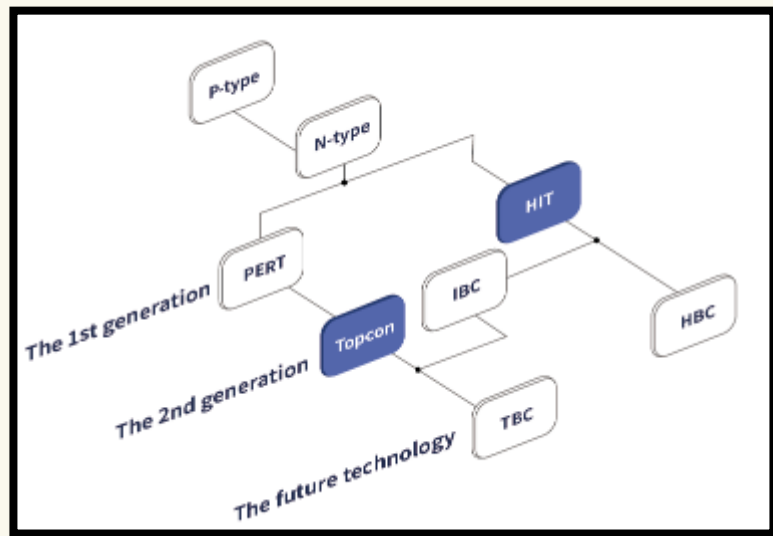 P-type
N-type
HIT
PERT
IBC
HBC
The 1st generation
Topcon
The 2nd generation
TBC
The future technology